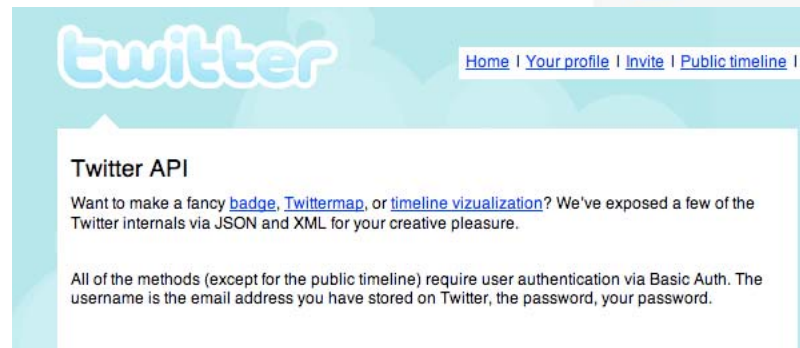 twitter
Home | Your profile | Invite | Public timeline |
Twitter API
Want to make a fancy badge, Twittermap, or timeline vizualization? We've exposed a few of the
Twitter internals via JSON and XML for your creative pleasure.
All of the methods (except for the public timeline) require user authentication via Basic Auth. The
username is the email address you have stored on Twitter, the password, your password.